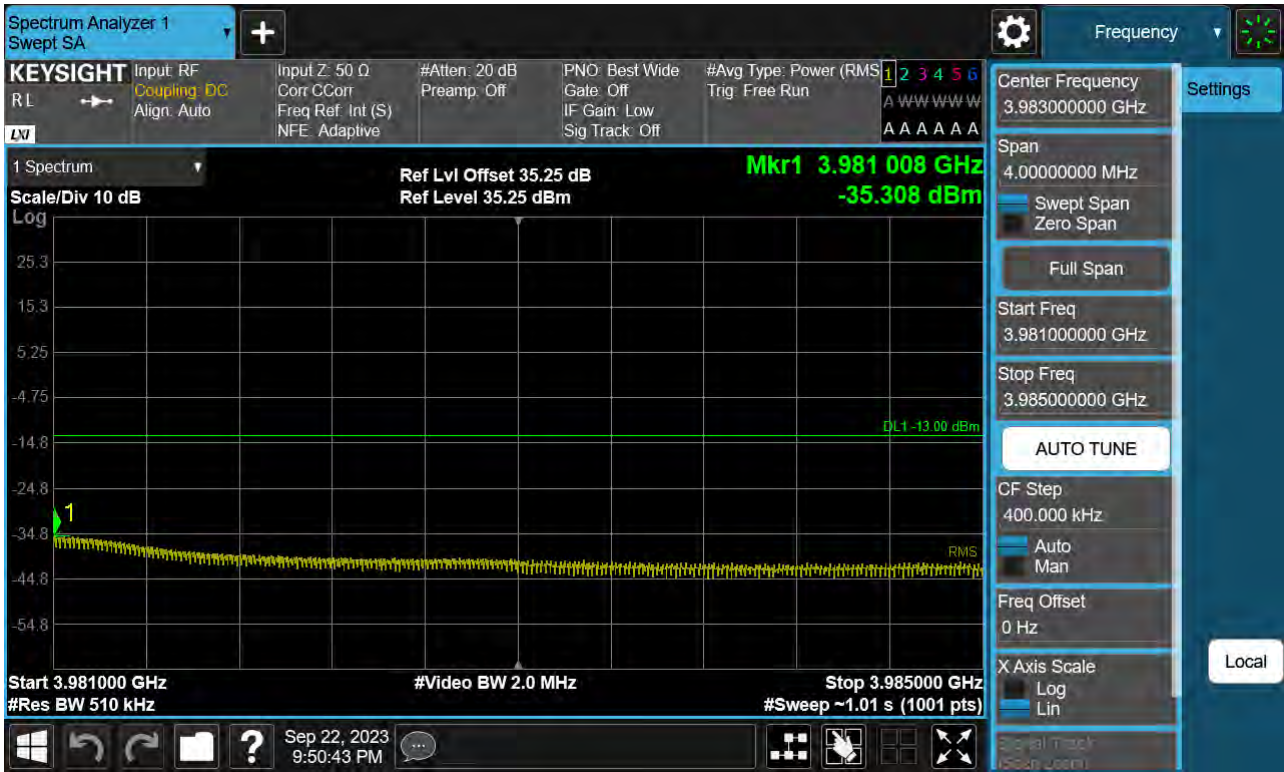 Spectrum Analyzer 1
Swept SA
+
Frequency
KEYSIGHT
RL
LXI
Input: RF
Coupling: DC
Align: Auto
Input Z: 50 Ω
Corr CCorr
Freq Ref: Int (S)
NFE: Adaptive
#Atten: 20 dB
Preamp: Off
PNO: Best Wide
Gate: Off
IF Gain: Low
Sig Track: Off
#Avg Type: Power (RMS
Trig: Free Run
1 2 3 4 5 6
A W W W W W
A A A A A A
1 Spectrum
Scale/Div 10 dB
Log
Ref Lvl Offset 35.25 dB
Ref Level 35.25 dBm
Mkr1 3.981 008 GHz
-35.308 dBm
25.3
15.3
5.25
-4.75
-14.8
-24.8
-34.8
-44.8
-54.8
DL1 -13.00 dBm
1
RMS
Start 3.981000 GHz
#Res BW 510 kHz
#Video BW 2.0 MHz
Stop 3.985000 GHz
#Sweep ~1.01 s (1001 pts)
Center Frequency
3.983000000 GHz
Settings
Span
4.00000000 MHz
Swept Span
Zero Span
Full Span
Start Freq
3.981000000 GHz
Stop Freq
3.985000000 GHz
AUTO TUNE
CF Step
400.000 kHz
Auto
Man
Freq Offset
0 Hz
X Axis Scale
Log
Lin
Signal Track
(Span Zoom)
Local
?
Sep 22, 2023
9:50:43 PM